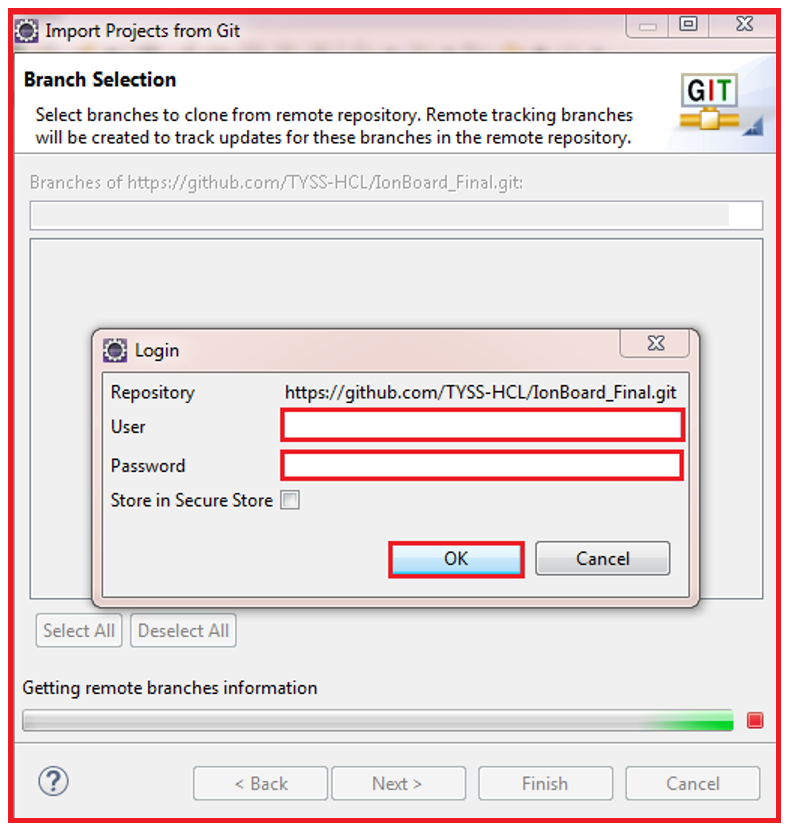 Import Projects from Git
Branch Selection
Select branches to clone from remote repository. Remote tracking branches
will be created to track updates for these branches in the remote repository.
GIT
Branches of https://github.com/TYSS-HCL/IonBoard_Final.git:
Login
Repository https://github.com/TYSS-HCL/IonBoard_Final.git
User
Password
Store in Secure Store
OK Cancel
Select All Deselect All
Getting remote branches information
? < Back Next > Finish Cancel